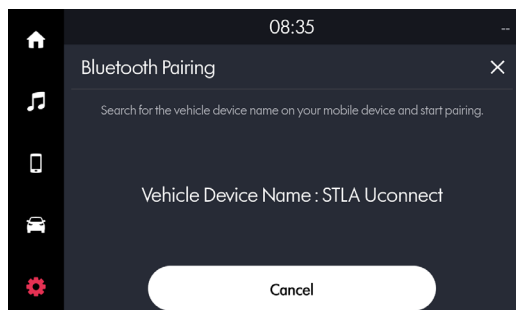 08:35
--
Bluetooth Pairing
Search for the vehicle device name on your mobile device and start pairing.
Vehicle Device Name : STLA Uconnect
Cancel